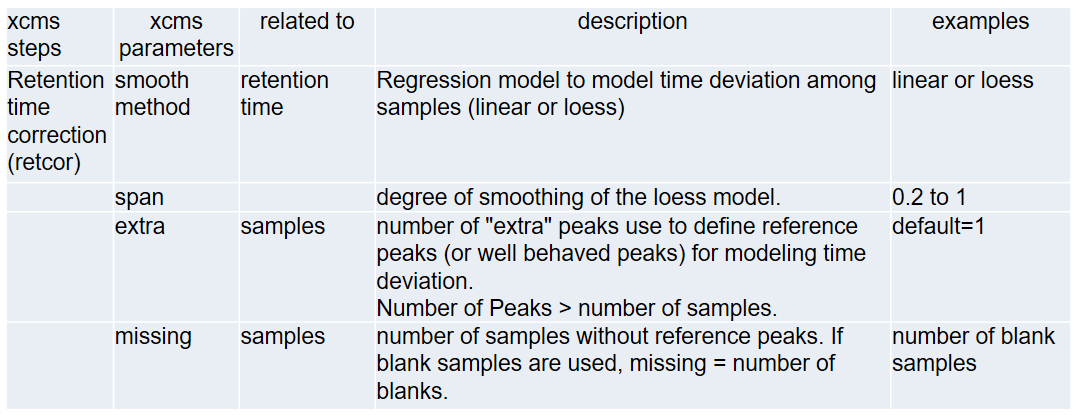 xcms steps
xcms parameters
related to
description
examples
Retention time correction (retcor)
smooth method
retention time
Regression model to model time deviation among
samples (linear or loess)
linear or loess
span
degree of smoothing of the loess model.
0.2 to 1
extra
samples
number of "extra" peaks use to define reference
peaks (or well behaved peaks) for modeling time
deviation.
Number of Peaks > number of samples.
default=1
missing
samples
number of samples without reference peaks. If
blank samples are used, missing = number of
blanks.
number of blank
samples